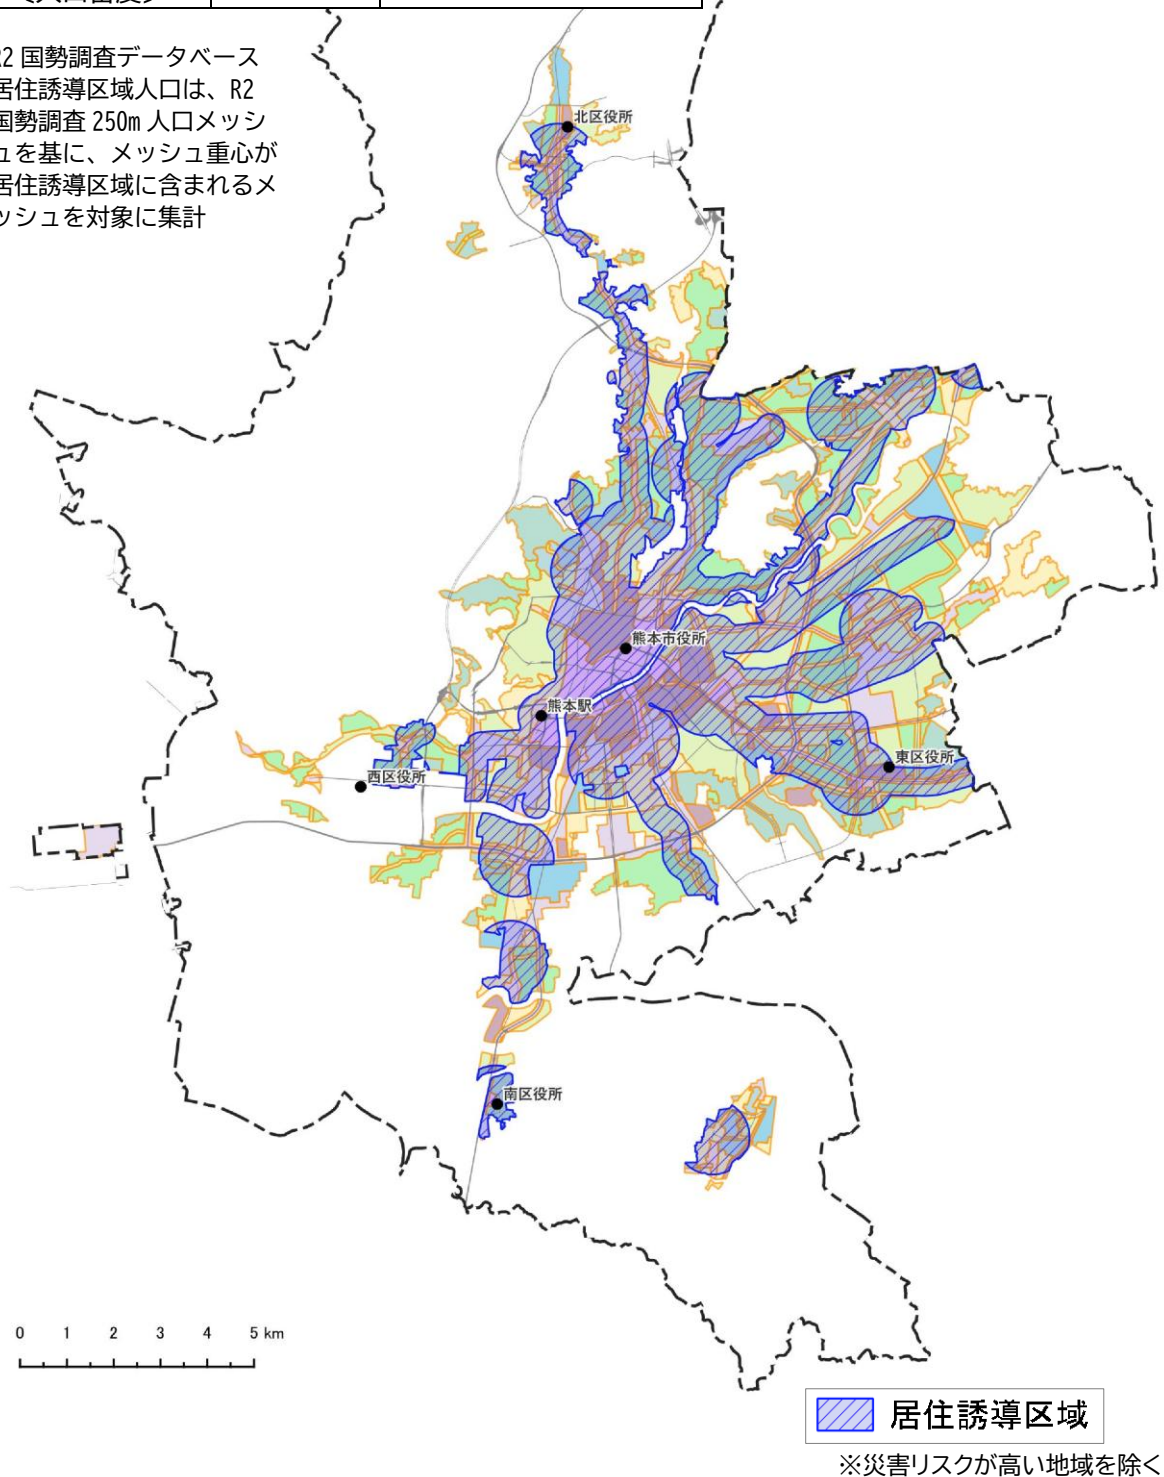 R2 国勢調査データベース
居住誘導区域人口は、R2
国勢調査 250m 人口メッシ
ュを基に、メッシュ重心が
居住誘導区域に含まれるメ
ッシュを対象に集計
北区役所
熊本市役所
熊本駅
西区役所
東区役所
南区役所
0 1 2 3 4 5 km
居住誘導区域
※災害リスクが高い地域を除く